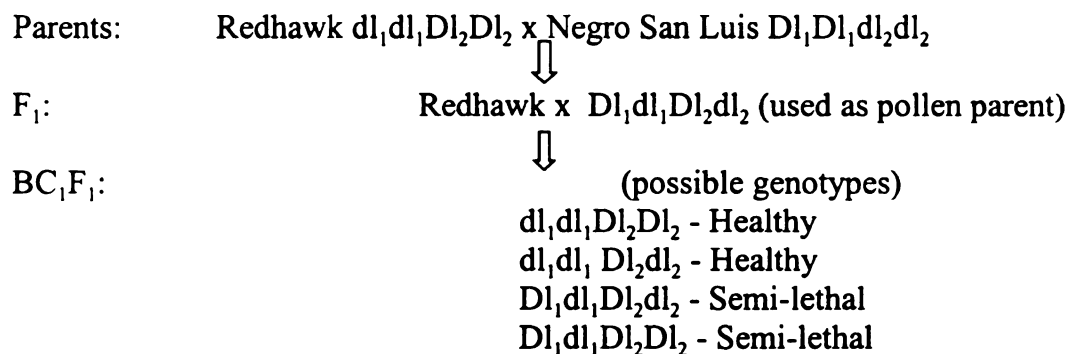 Parents: Redhawk dl₁dl₁Dl₂Dl₂ x Negro San Luis Dl₁Dl₁dl₂dl₂
F₁: Redhawk x Dl₁dl₁Dl₂dl₂ (used as pollen parent)
BC₁F₁: (possible genotypes)
dl₁dl₁Dl₂Dl₂ - Healthy
dl₁dl₁ Dl₂dl₂ - Healthy
Dl₁dl₁Dl₂dl₂ - Semi-lethal
Dl₁dl₁Dl₂Dl₂ - Semi-lethal